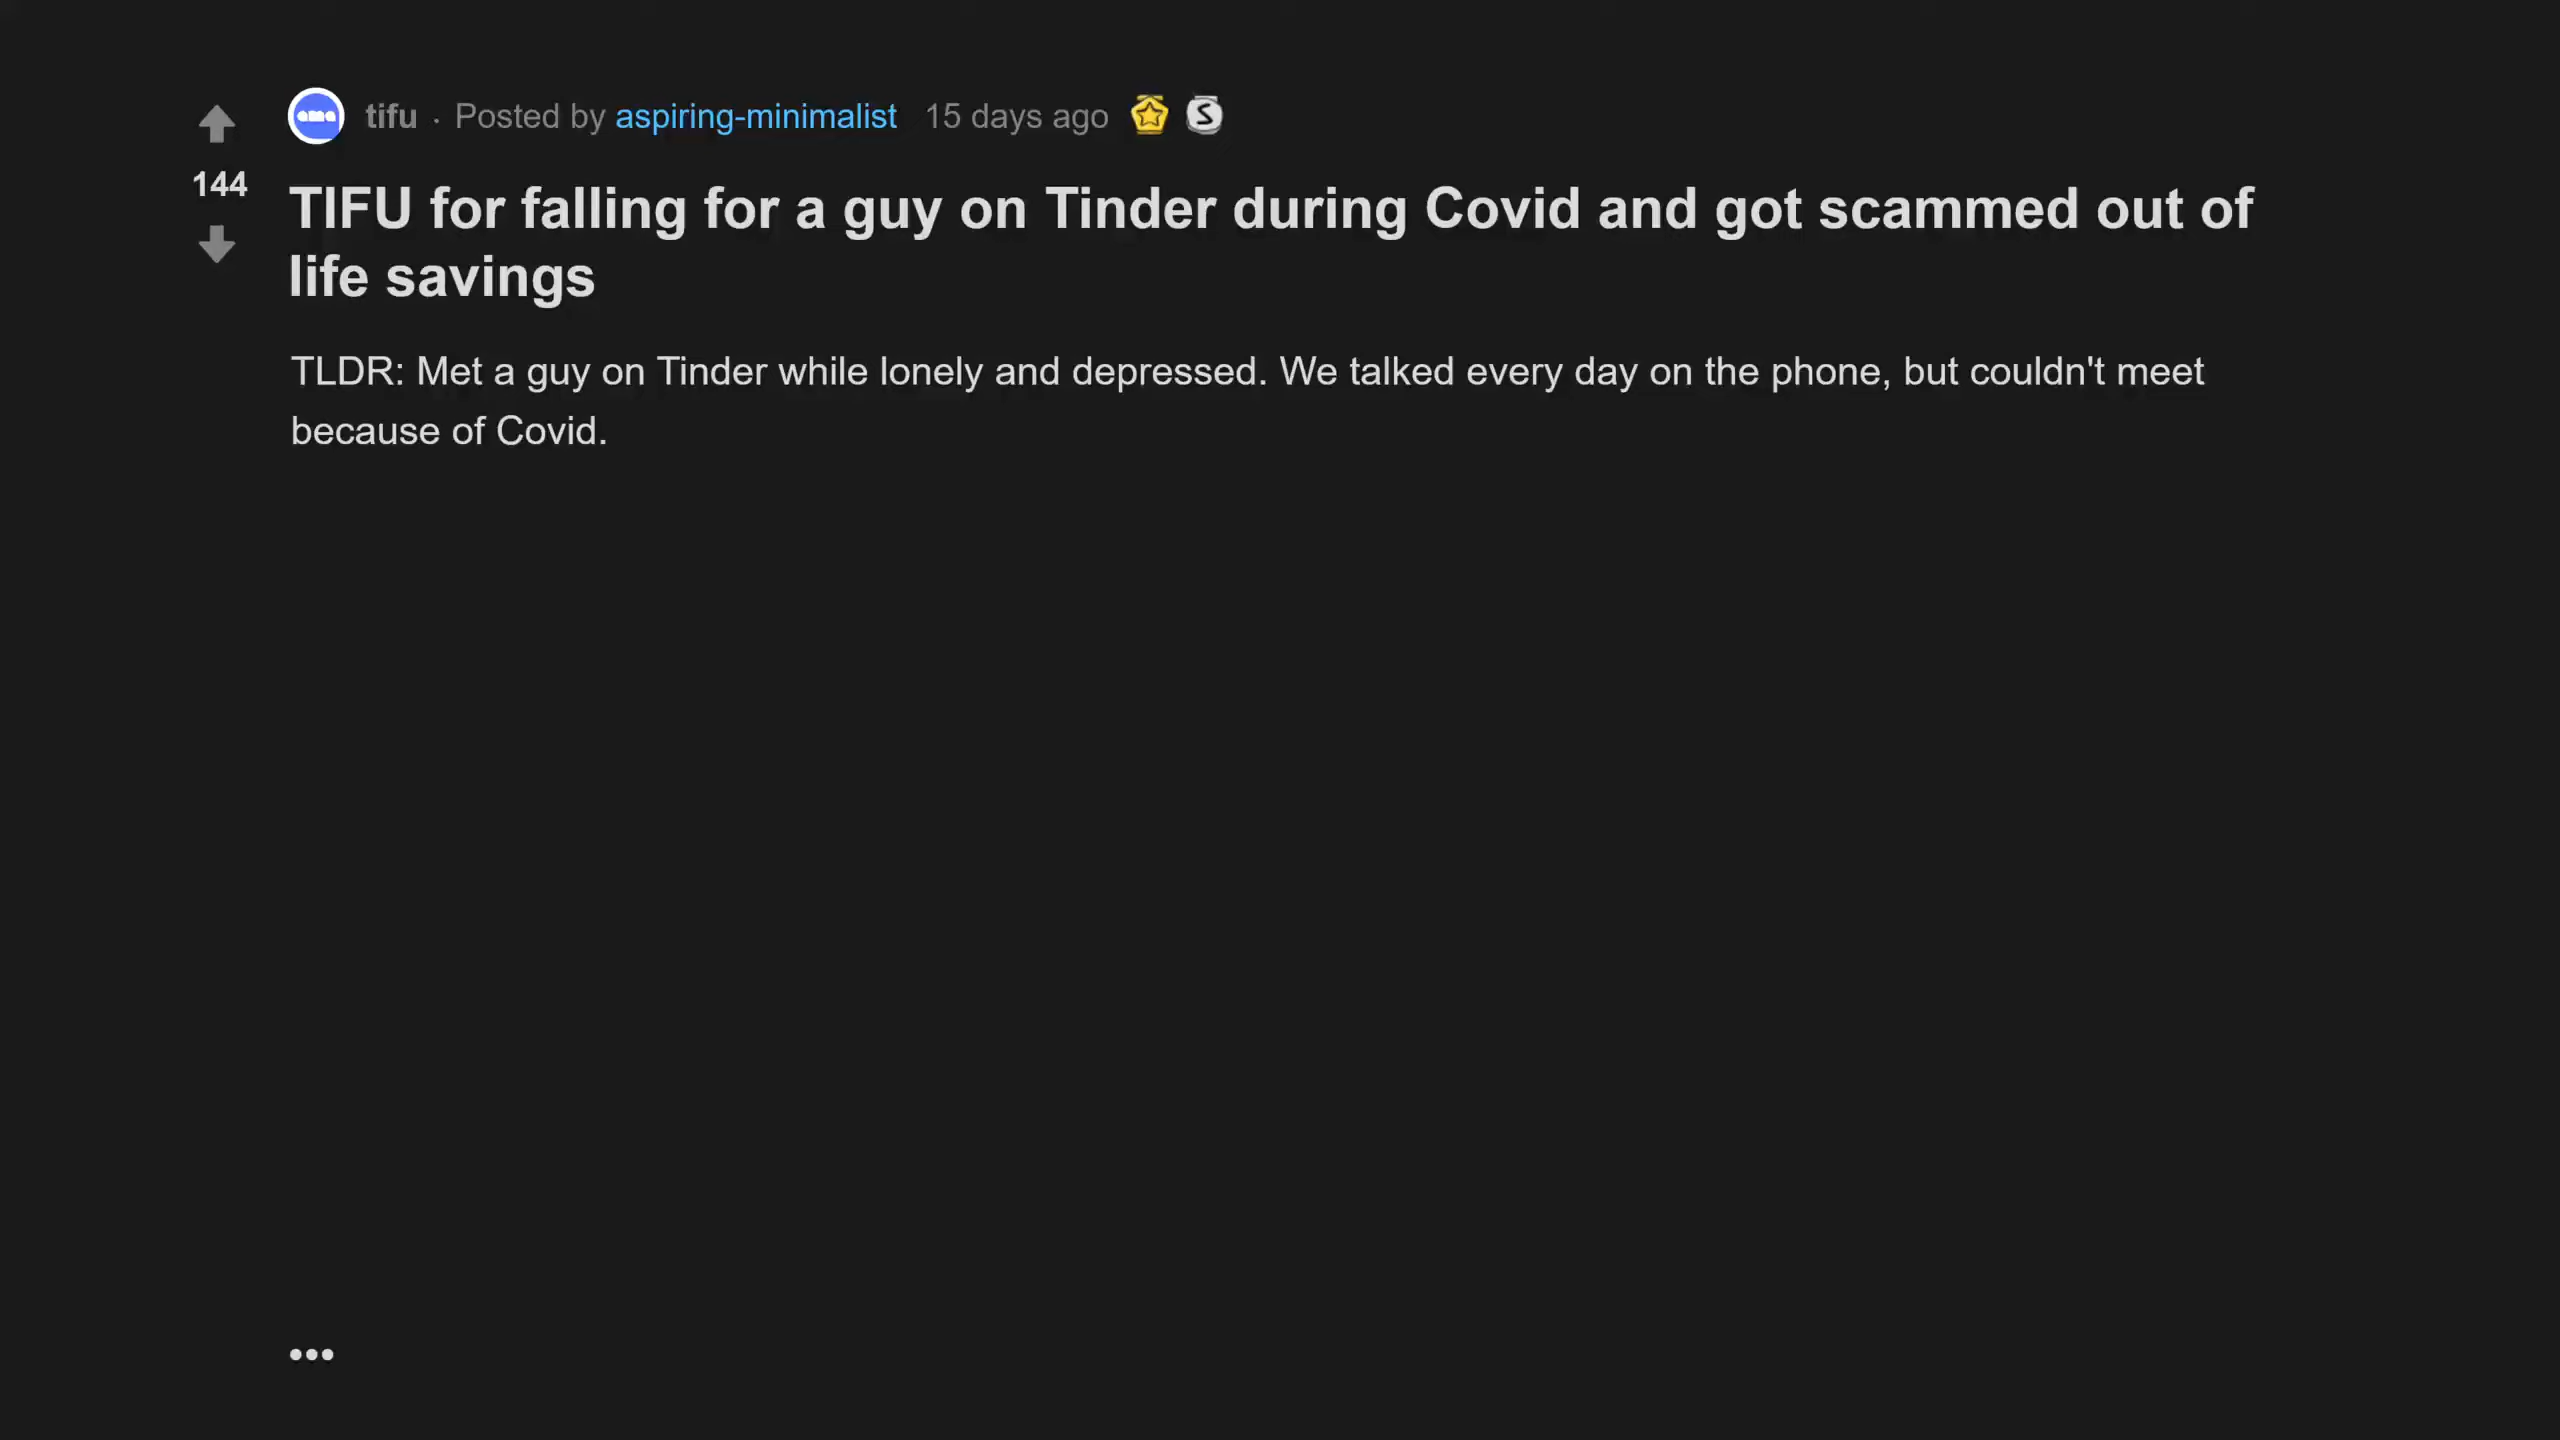 tifu · Posted by aspiring-minimalist 15 days ago
144
TIFU for falling for a guy on Tinder during Covid and got scammed out of
life savings
TLDR: Met a guy on Tinder while lonely and depressed. We talked every day on the phone, but couldn't meet
because of Covid.
•••